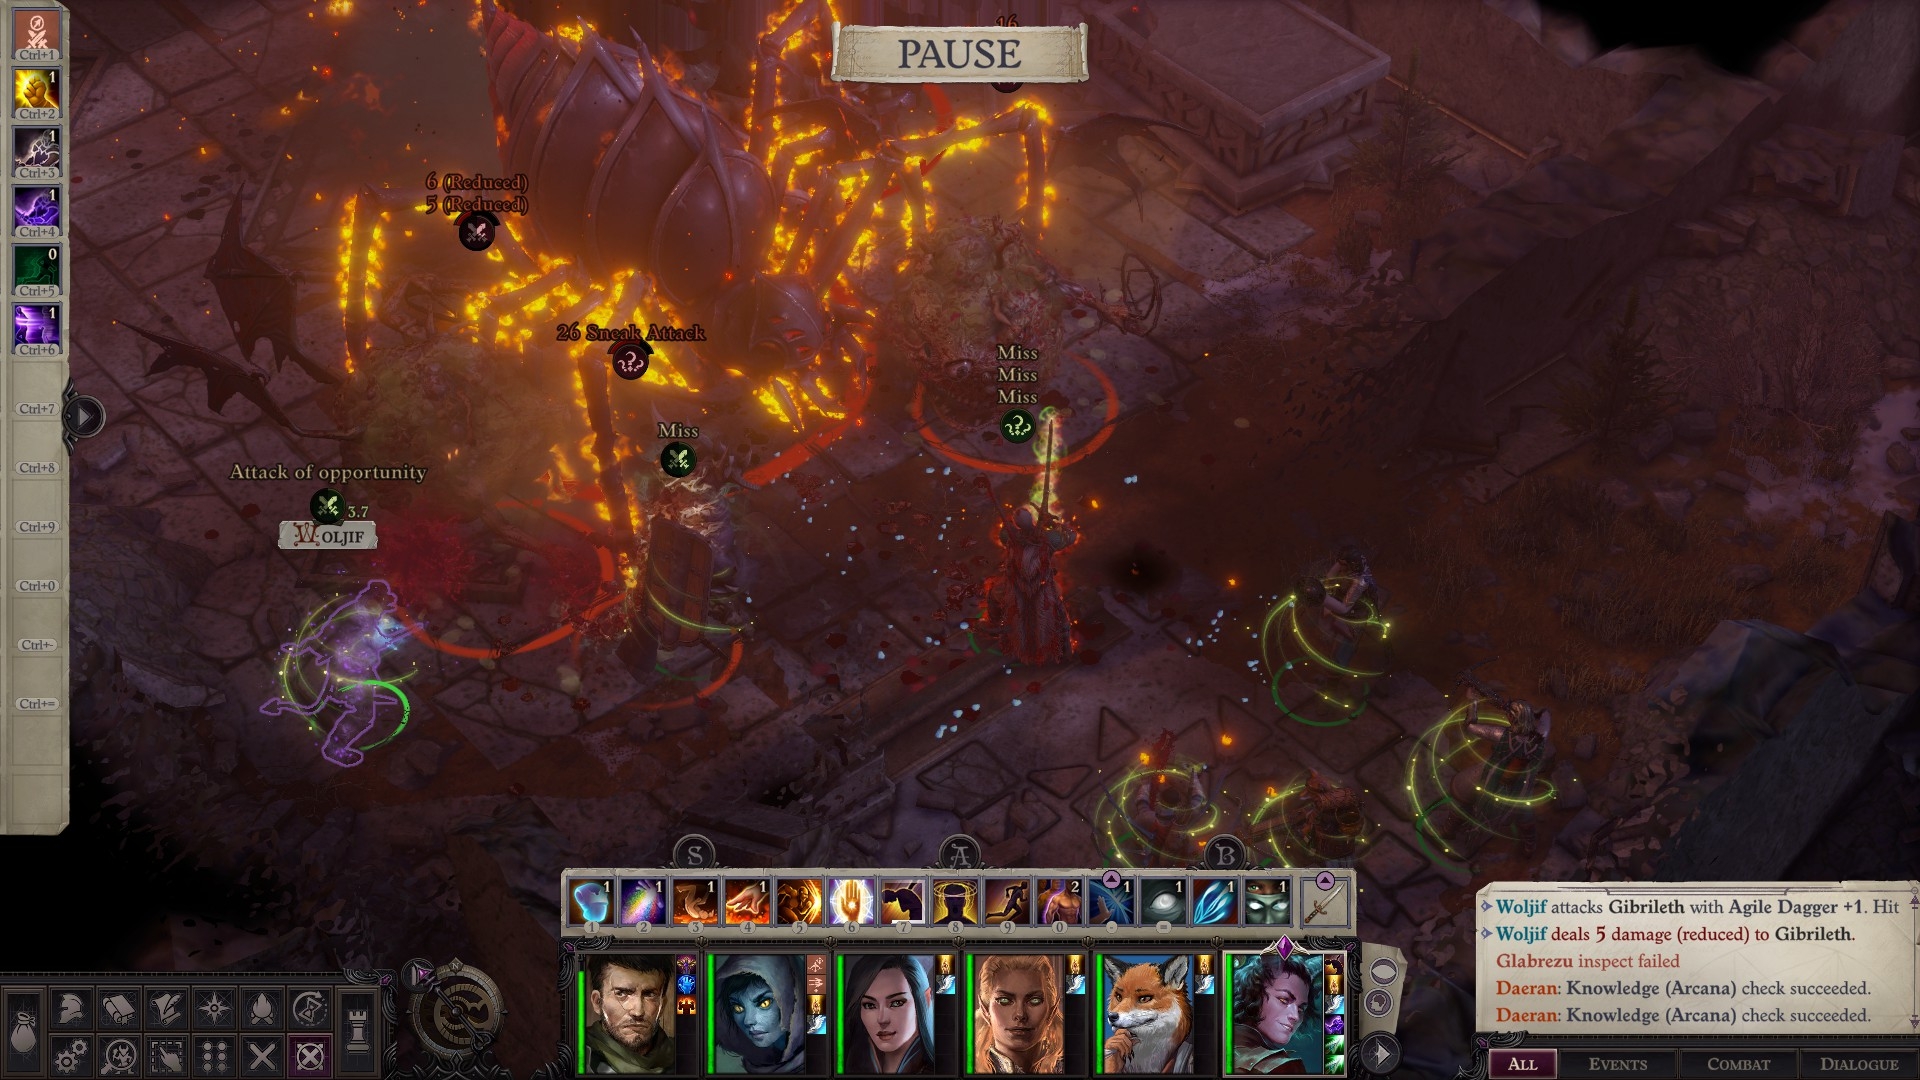 PAUSE
16
1
Ctrl+1
1
Ctrl+2
1
Ctrl+3
1
Ctrl+4
0
Ctrl+5
1
Ctrl+6
Ctrl+7
Ctrl+8
Ctrl+9
Ctrl+0
Ctrl+-
Ctrl+=
6 (Reduced)
5 (Reduced)
26 Sneak Attack
Miss
Miss
Miss
Miss
Attack of opportunity
3.7
WOLJIF
S
A
B
1 1 1 1 1 2 1 1 1 1
1 2 3 4 5 6 7 8 9 0 - =
N
Woljif attacks Gibrileth with Agile Dagger +1. Hit
Woljif deals 5 damage (reduced) to Gibrileth.
Glabrezu inspect failed
Daeran: Knowledge (Arcana) check succeeded.
Daeran: Knowledge (Arcana) check succeeded.
ALL EVENTS COMBAT DIALOGUE